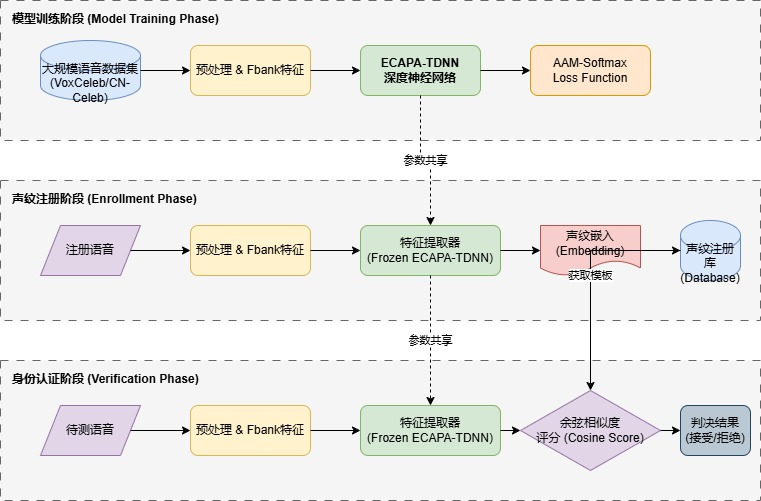 模型训练阶段 (Model Training Phase)
大规模语音数据集
(VoxCeleb/CN-
Celeb)
预处理 & Fbank特征
ECAPA-TDNN
深度神经网络
AAM-Softmax
Loss Function
参数共享
声纹注册阶段 (Enrollment Phase)
注册语音
预处理 & Fbank特征
特征提取器
(Frozen ECAPA-TDNN)
声纹嵌入
(Embedding)
声纹注册
库
(Database)
获取模板
参数共享
身份认证阶段 (Verification Phase)
待测语音
预处理 & Fbank特征
特征提取器
(Frozen ECAPA-TDNN)
余弦相似度
评分 (Cosine Score)
判决结果
(接受/拒绝)